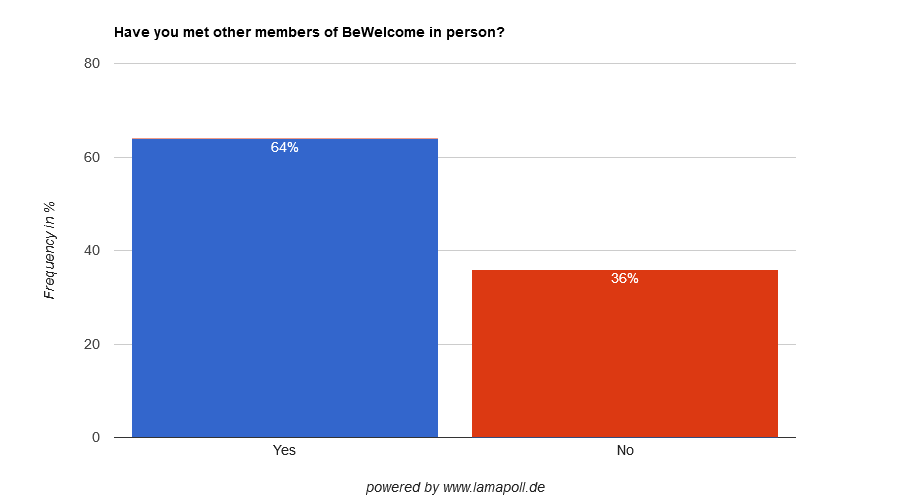 Have you met other members of BeWelcome in person?
80
60
40
20
0
Frequency in %
64%
36%
Yes
No
powered by www.lamapoll.de